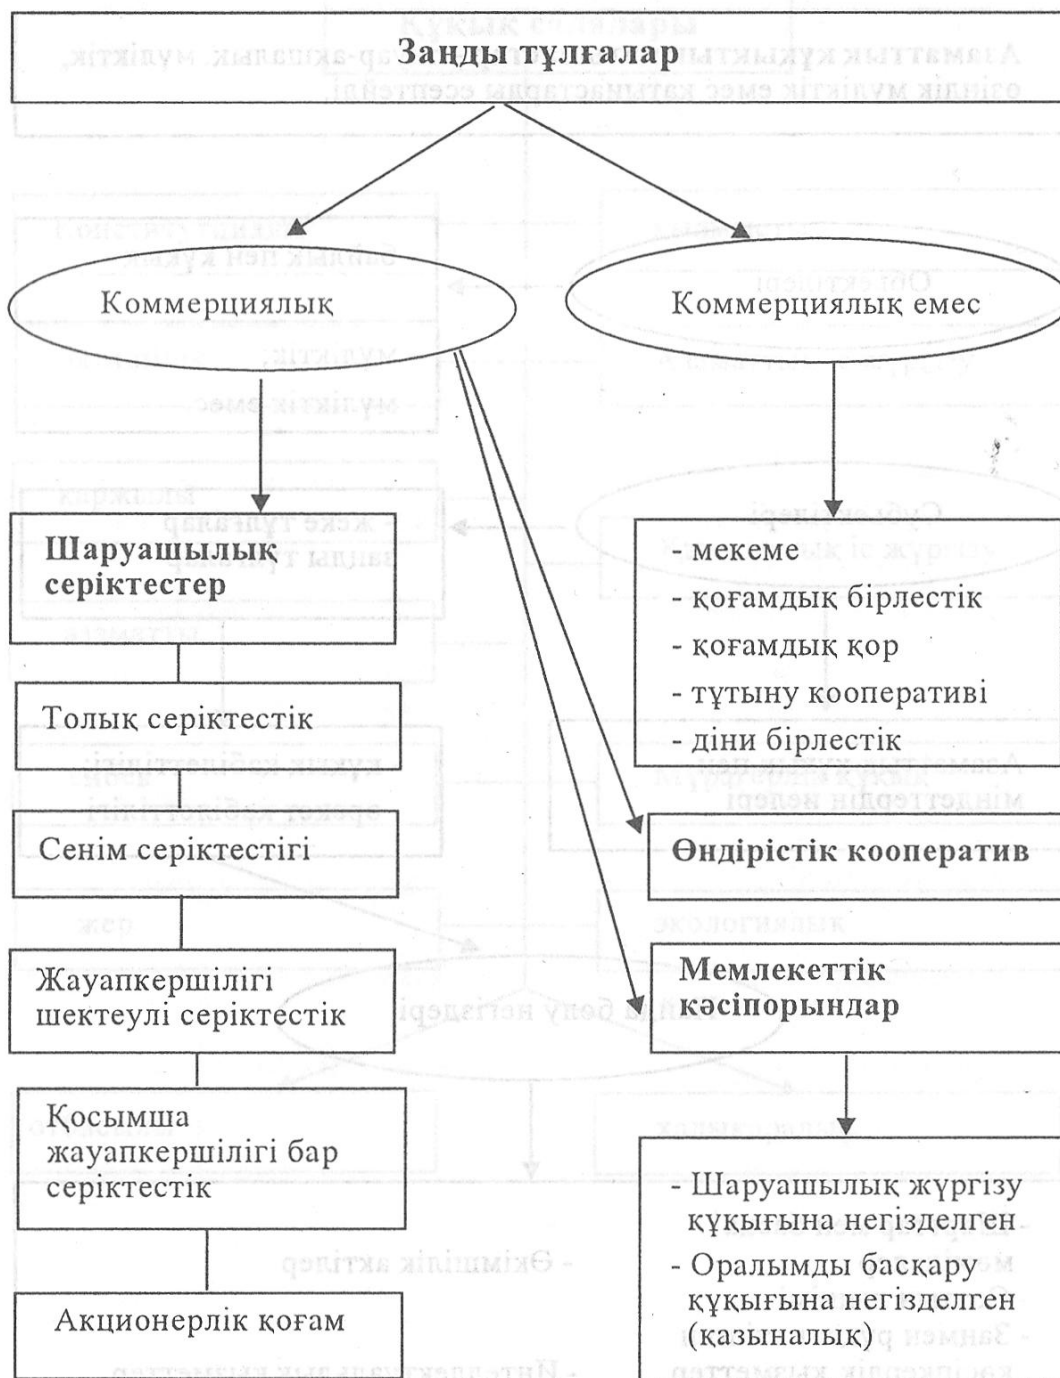 Заңды тұлғалар
Коммерциялық
Коммерциялық емес
Шаруашылық
серіктестер
Толық серіктестік
Сенім серіктестігі
Жауапкершілігі
шектеулі серіктестік
Қосымша
жауапкершілігі бар
серіктестік
Акционерлік қоғам
- мекеме
- қоғамдық бірлестік
- қоғамдық қор
- тұтыну кооперативі
- діни бірлестік
Өндірістік кооператив
Мемлекеттік
кәсіпорындар
- Шаруашылық жүргізу
құқығына негізделген
- Оралымды басқару
құқығына негізделген
(қазыналық)